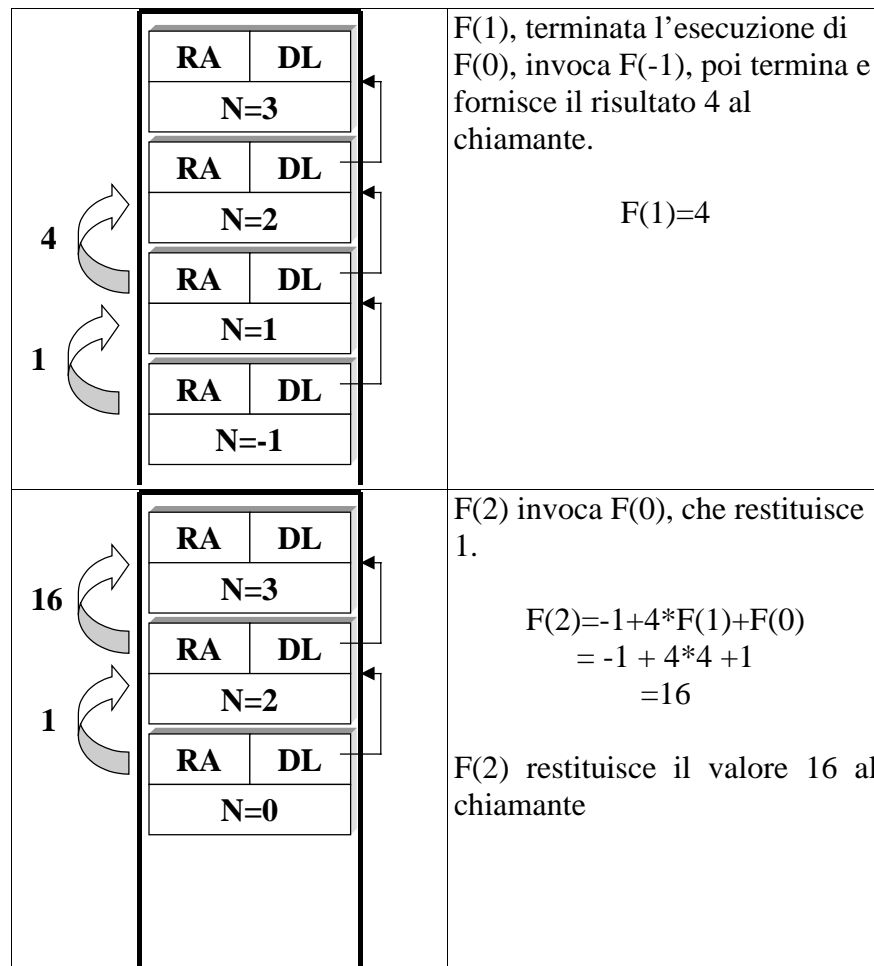 RA DL
N=3
RA DL
N=2
4
RA DL
N=1
1
RA DL
N=-1
F(1), terminata l’esecuzione di
F(0), invoca F(-1), poi termina e
fornisce il risultato 4 al
chiamante.
F(1)=4
RA DL
N=3
16
RA DL
N=2
1
RA DL
N=0
F(2) invoca F(0), che restituisce
1.
F(2)=-1+4*F(1)+F(0)
= -1 + 4*4 +1
=16
F(2) restituisce il valore 16 al
chiamante